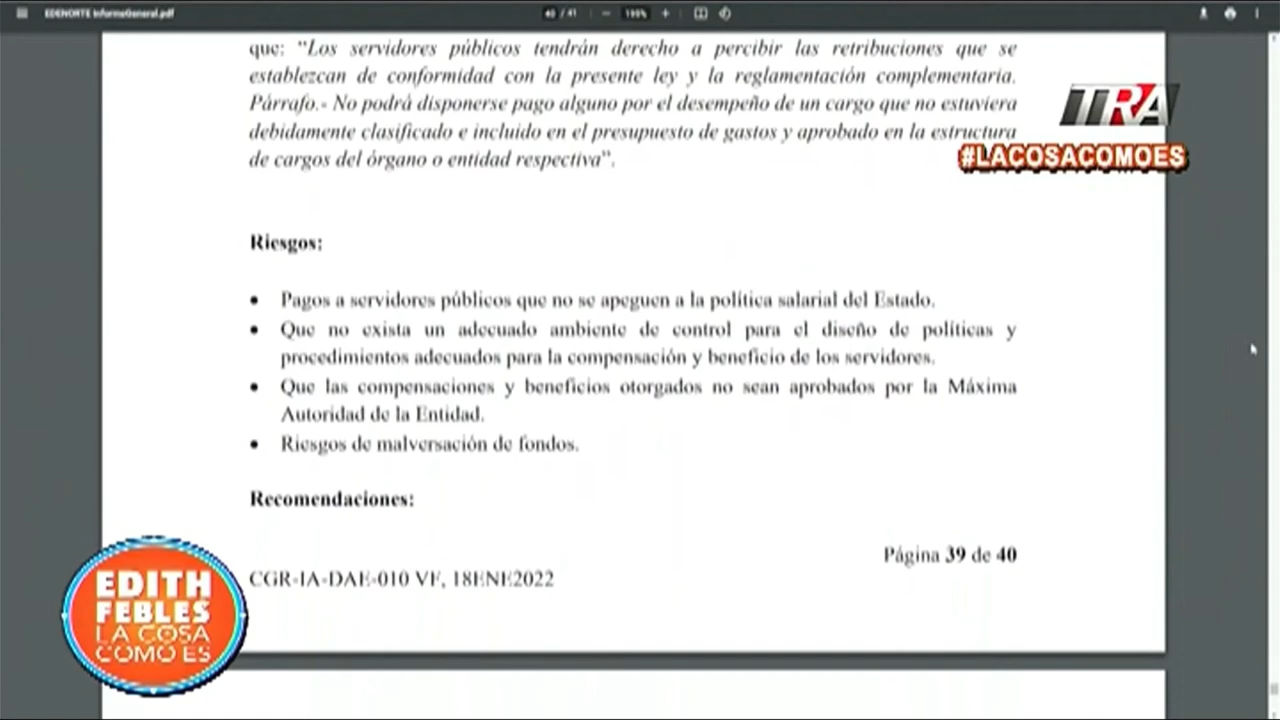 EDENORTE InformeGeneral.pdf
40 / 41
199%
que: “Los servidores públicos tendrán derecho a percibir las retribuciones que se
establezcan de conformidad con la presente ley y la reglamentación complementaria.
Párrafo.- No podrá disponerse pago alguno por el desempeño de un cargo que no estuviera
debidamente clasificado e incluido en el presupuesto de gastos y aprobado en la estructura
de cargos del órgano o entidad respectiva”.
TRA
#LACOSACOMOES
Riesgos:
• Pagos a servidores públicos que no se apeguen a la política salarial del Estado.
• Que no exista un adecuado ambiente de control para el diseño de políticas y
procedimientos adecuados para la compensación y beneficio de los servidores.
• Que las compensaciones y beneficios otorgados no sean aprobados por la Máxima
Autoridad de la Entidad.
• Riesgos de malversación de fondos.
Recomendaciones:
Página 39 de 40
CGR-IA-DAE-010 VF, 18ENE2022
EDITH
FEBLES
LA COSA
COMO ES